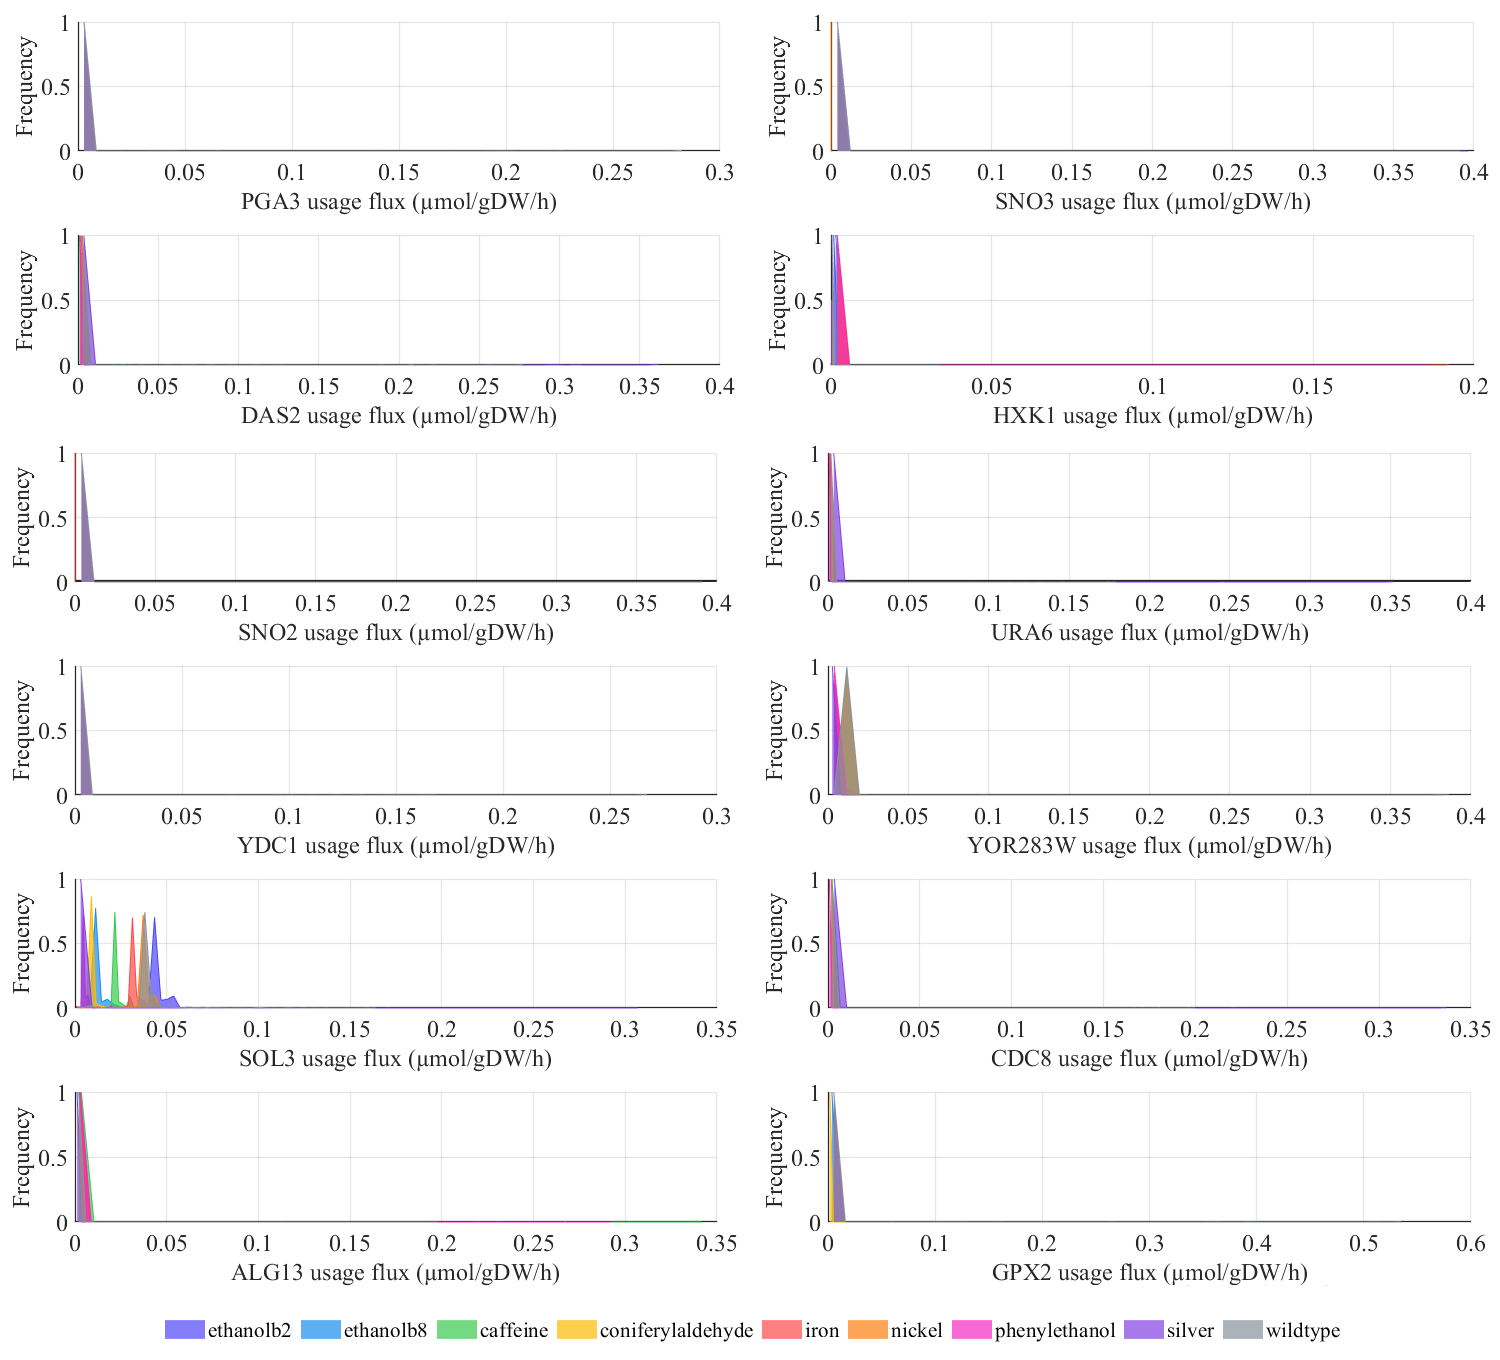 1
0.5
0
Frequency
0 0.05 0.1 0.15 0.2 0.25 0.3
PGA3 usage flux (µmol/gDW/h)
1
0.5
0
Frequency
0 0.05 0.1 0.15 0.2 0.25 0.3 0.35 0.4
SNO3 usage flux (µmol/gDW/h)
1
0.5
0
Frequency
0 0.05 0.1 0.15 0.2 0.25 0.3 0.35 0.4
DAS2 usage flux (µmol/gDW/h)
1
0.5
0
Frequency
0 0.05 0.1 0.15 0.2
HXK1 usage flux (µmol/gDW/h)
1
0.5
0
Frequency
0 0.05 0.1 0.15 0.2 0.25 0.3 0.35 0.4
SNO2 usage flux (µmol/gDW/h)
1
0.5
0
Frequency
0 0.05 0.1 0.15 0.2 0.25 0.3 0.35 0.4
URA6 usage flux (µmol/gDW/h)
1
0.5
0
Frequency
0 0.05 0.1 0.15 0.2 0.25 0.3
YDC1 usage flux (µmol/gDW/h)
1
0.5
0
Frequency
0 0.05 0.1 0.15 0.2 0.25 0.3 0.35 0.4
YOR283W usage flux (µmol/gDW/h)
1
0.5
0
Frequency
0 0.05 0.1 0.15 0.2 0.25 0.3 0.35
SOL3 usage flux (µmol/gDW/h)
1
0.5
0
Frequency
0 0.05 0.1 0.15 0.2 0.25 0.3 0.35
CDC8 usage flux (µmol/gDW/h)
1
0.5
0
Frequency
0 0.05 0.1 0.15 0.2 0.25 0.3 0.35
ALG13 usage flux (µmol/gDW/h)
1
0.5
0
Frequency
0 0.1 0.2 0.3 0.4 0.5 0.6
GPX2 usage flux (µmol/gDW/h)
ethanolb2 ethanolb8 caffeine coniferylaldehyde iron nickel phenylethanol silver wildtype